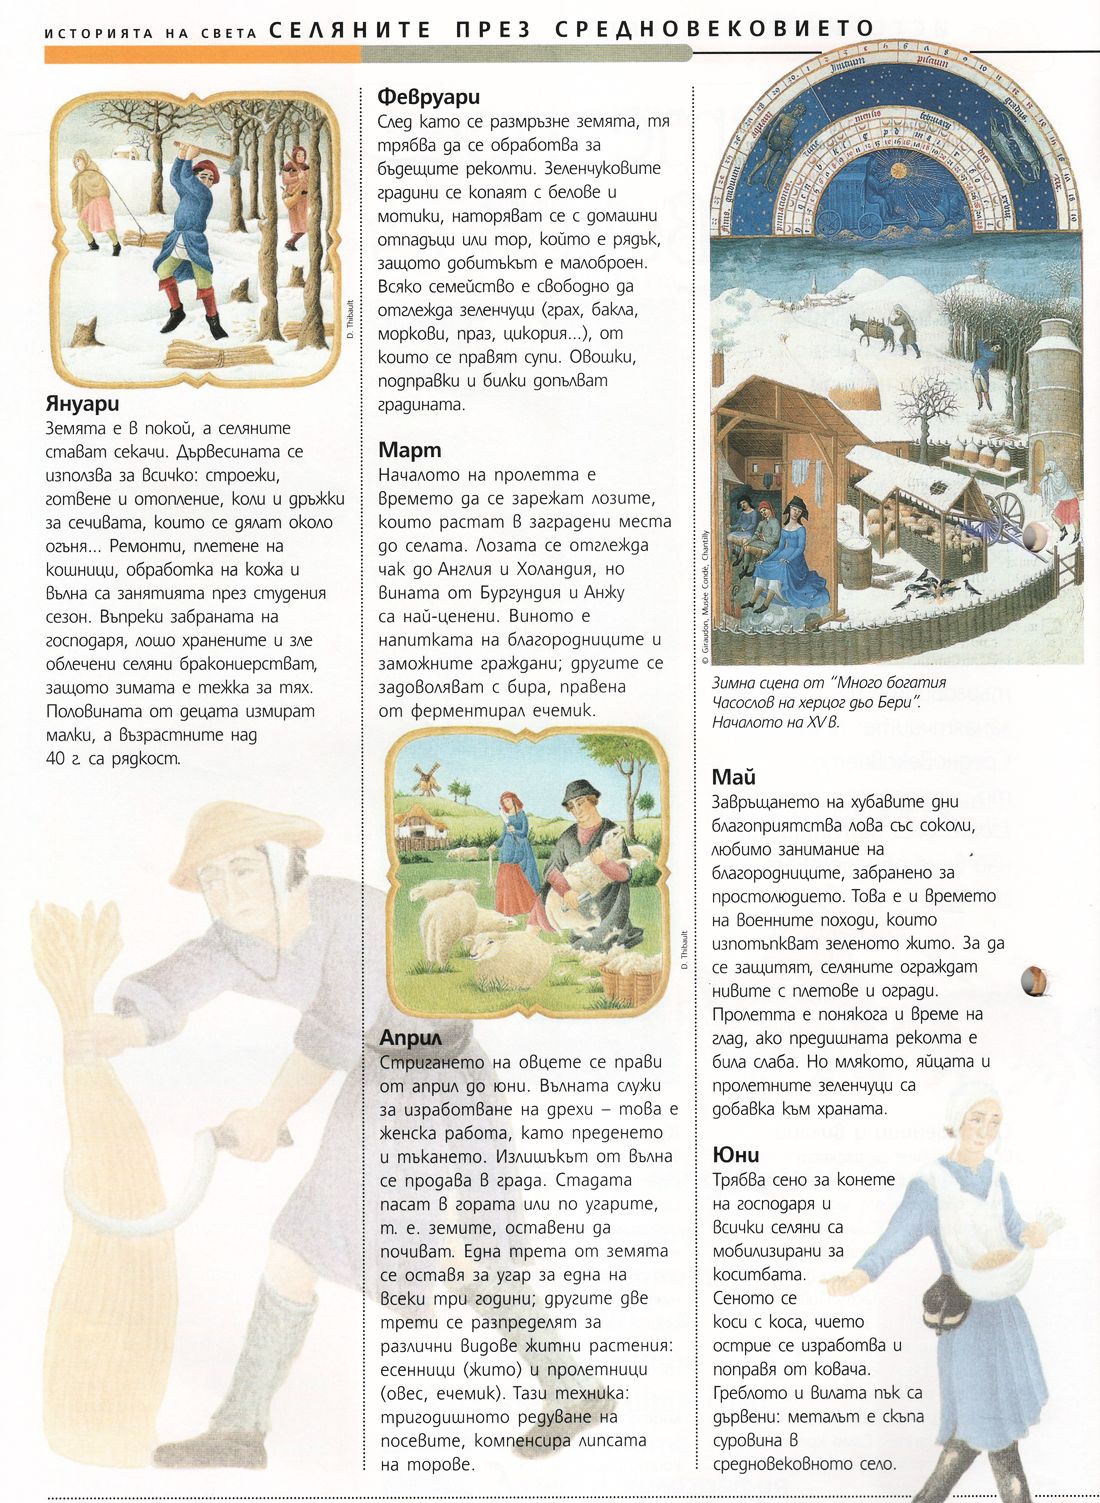 ИСТОРИЯТА НА СВЕТА СЕЛЯНИТЕ ПРЕЗ СРЕДНОВЕКОВИЕТО
D. Thibault
Януари
Земята е в покой, а селяните
стават секачи. Дървесината се
използва за всичко: строежи,
готвене и отопление, коли и дръжки
за сечивата, които се дялат около
огъня... Ремонти, плетене на
кошници, обработка на кожа и
вълна са занятията през студения
сезон. Въпреки забраната на
господаря, лошо хранените и зле
облечени селяни бракониерстват,
защото зимата е тежка за тях.
Половината от децата измират
малки, а възрастните над
40 г. са рядкост.
Февруари
След като се размръзне земята, тя
трябва да се обработва за
бъдещите реколти. Зеленчуковите
градини се копаят с белове и
мотики, наторяват се с домашни
отпадъци или тор, който е рядък,
защото добитъкът е малоброен.
Всяко семейство е свободно да
отглежда зеленчуци (грах, бакла,
моркови, праз, цикория...), от
които се правят супи. Овошки,
подправки и билки допълват
градината.
Март
Началото на пролетта е
времето да се зарежат лозите,
които растат в заградени места
до селата. Лозата се отглежда
чак до Англия и Холандия, но
вината от Бургундия и Анжу
са най-ценени. Виното е
напитката на благородниците и
заможните граждани; другите се
задоволяват с бира, правена
от ферментирал ечемик.
D. Thibault
Април
Стригането на овцете се прави
от април до юни. Вълната служи
за изработване на дрехи – това е
женска работа, като преденето
и тъкането. Излишъкът от вълна
се продава в града. Стадата
пасат в гората или по угарите,
т. е. земите, оставени да
почиват. Една трета от земята
се оставя за угар за една на
всеки три години; другите две
трети се разпределят за
различни видове житни растения:
есенници (жито) и пролетници
(овес, ечемик). Тази техника:
тригодишното редуване на
посевите, компенсира липсата
на торове.
© Giraudon, Musée Condé, Chantilly
Зимна сцена от “Много богатия
Часослов на херцог дьо Бери”.
Началото на XV в.
Май
Завръщането на хубавите дни
благоприятства лова със соколи,
любимо занимание на
благородниците, забранено за
простолюдието. Това е и времето
на военните походи, които
изпотъпкват зеленото жито. За да
се защитят, селяните ограждат
нивите с плетове и огради.
Пролетта е понякога и време на
глад, ако предишната реколта е
била слаба. Но млякото, яйцата и
пролетните зеленчуци са
добавка към храната.
Юни
Трябва сено за конете
на господаря и
всички селяни са
мобилизирани за
коситбата.
Сеното се
коси с коса, чието
острие се изработва и
поправя от ковача.
Греблото и вилата пък са
дървени: металът е скъпа
суровина в
средновековното село.